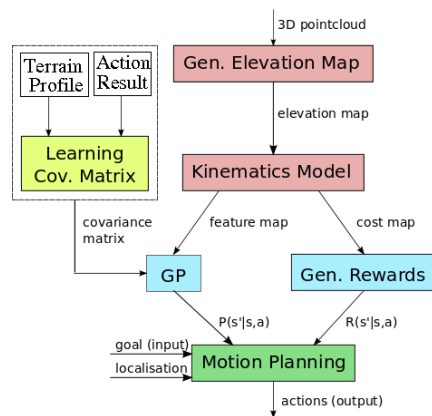 3D pointcloud
Terrain
Profile
Action
Result
Gen. Elevation Map
elevation map
Learning
Cov. Matrix
Kinematics Model
covariance
matrix
feature map
cost map
GP
Gen. Rewards
P(s'|s,a)
R(s'|s,a)
goal (input)
localisation
Motion Planning
actions (output)